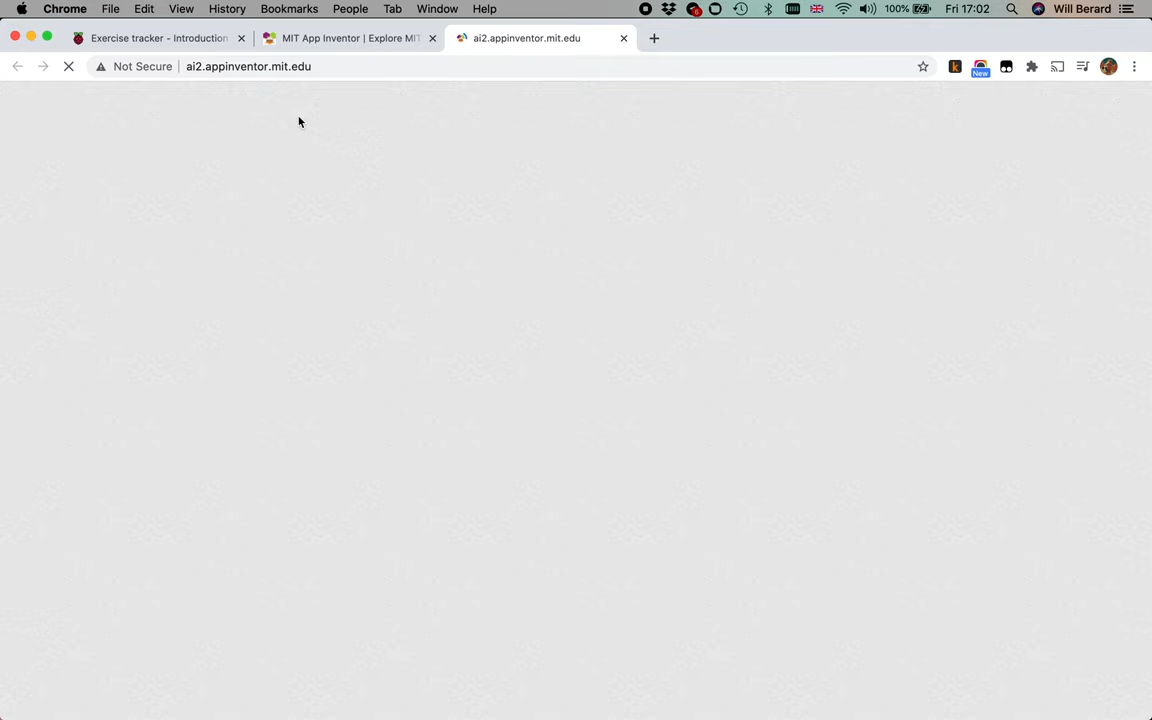 Chrome File Edit View History Bookmarks People Tab Window Help 6 100% Fri 17:02 Will Berard
Exercise tracker - Introduction MIT App Inventor | Explore MIT ai2.appinventor.mit.edu
Not Secure ai2.appinventor.mit.edu k
New